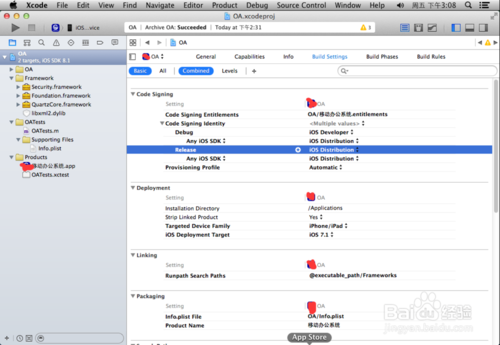 Xcode File Edit View Find Navigate Editor Product Debug Source Control Window Help 周五 下午3:08
iOS...vice
Archive OA: Succeeded Today at 下午2:31
OA.xcodeproj
OA
2 targets, iOS SDK 8.1
OA
Framework
Security.framework
Foundation.framework
QuartzCore.framework
libxml2.dylib
OATests
OATests.m
Supporting Files
Info.plist
Products
移动办公系统.app
OATests.xctest
OA
OA General Capabilities Info Build Settings Build Phases Build Rules
Basic All Combined Levels +
Code Signing
Setting OA
Code Signing Entitlements OA/移动办公系统.entitlements
Code Signing Identity <Multiple values>
Debug iOS Developer
Any iOS SDK iOS Distribution
Release iOS Distribution
Any iOS SDK iOS Distribution
Provisioning Profile Automatic
Deployment
Setting OA
Installation Directory /Applications
Strip Linked Product Yes
Targeted Device Family iPhone/iPad
iOS Deployment Target iOS 7.1
Linking
Setting OA
Runpath Search Paths @executable_path/Frameworks
Packaging
Setting OA
Info.plist File OA/Info.plist
Product Name 移动办公系统
App Store
Baidu 经验
jingyan.baidu.com